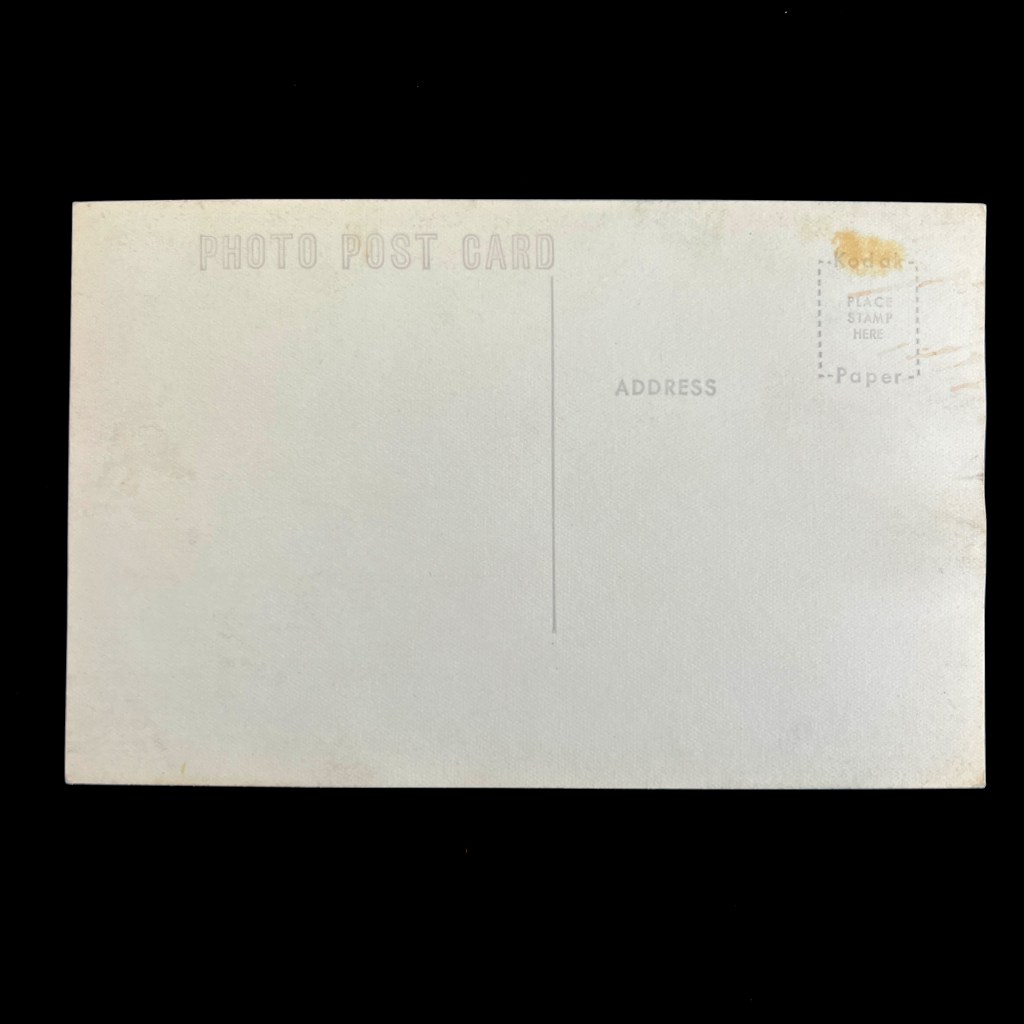 PHOTO POST CARD
Kodak
PLACE
STAMP
HERE
Paper
ADDRESS